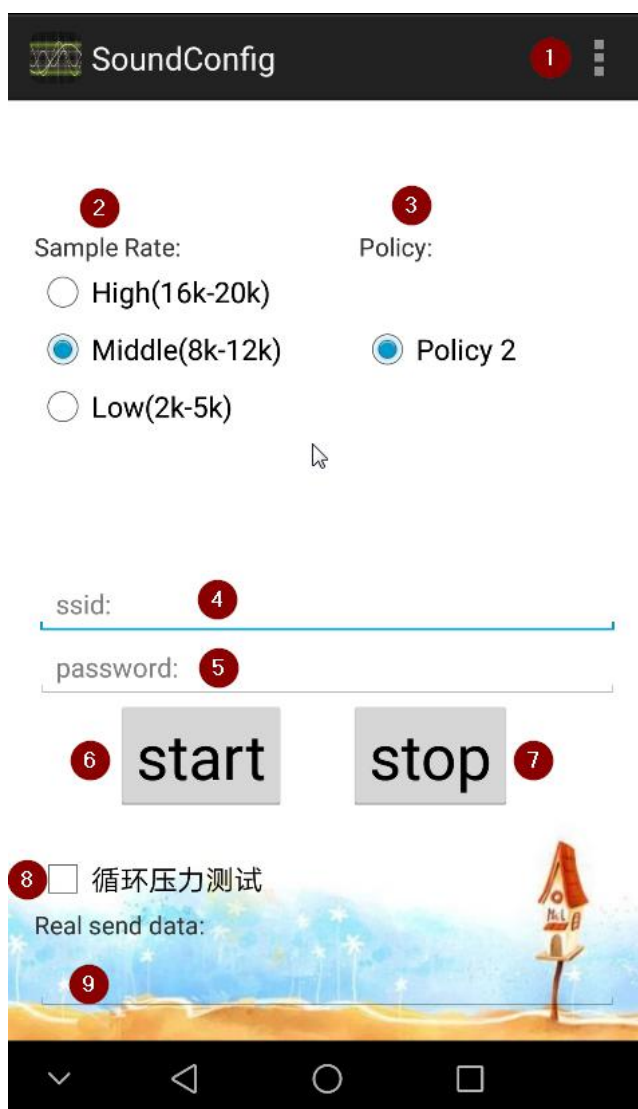 SoundConfig 1
2 3
Sample Rate: Policy:
High(16k-20k)
Middle(8k-12k) Policy 2
Low(2k-5k)
ssid: 4
password: 5
6 start stop 7
8 循环压力测试
Real send data:
9